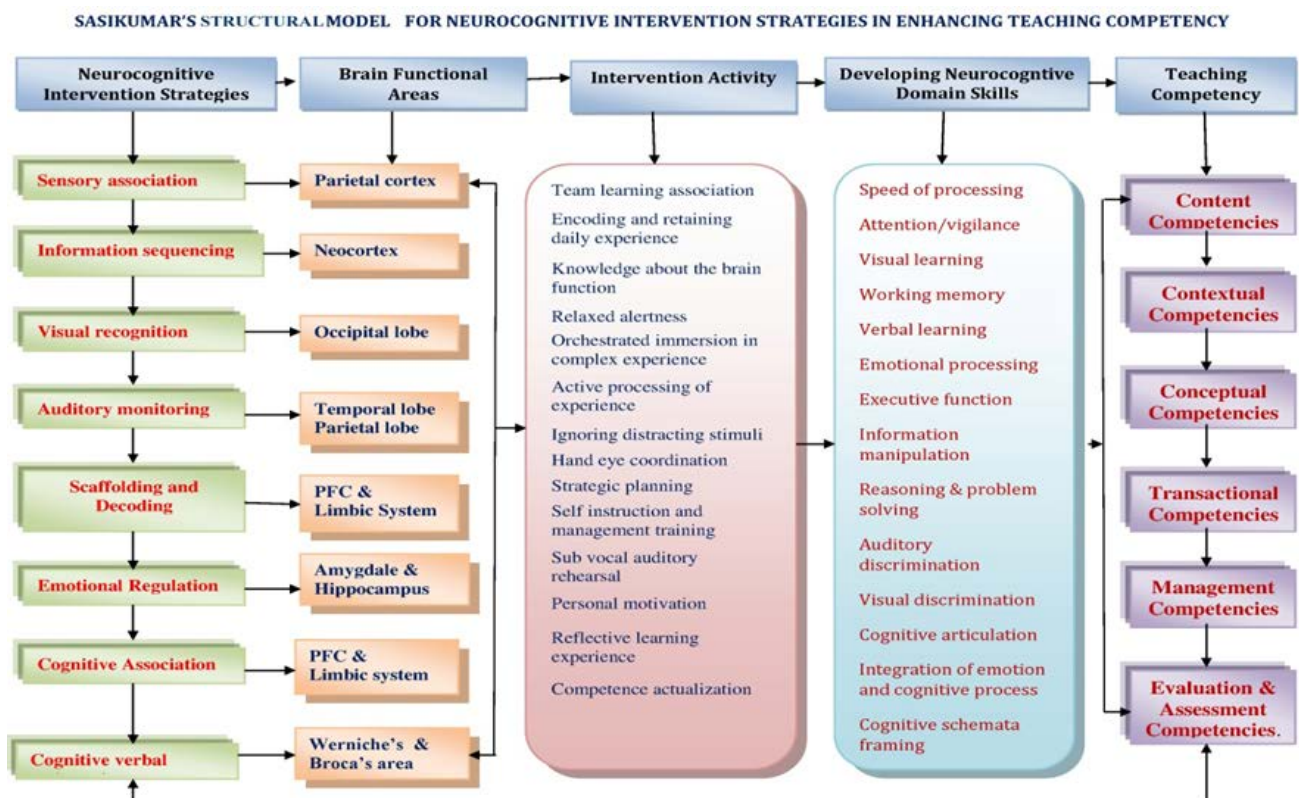 SASIKUMAR'S STRUCTURAL MODEL FOR NEUROCOGNITIVE INTERVENTION STRATEGIES IN ENHANCING TEACHING COMPETENCY
Neurocognitive
Intervention Strategies
Brain Functional
Areas
Intervention Activity
Developing Neurocogntive
Domain Skills
Teaching
Competency
Sensory association
Information sequencing
Visual recognition
Auditory monitoring
Scaffolding and
Decoding
Emotional Regulation
Cognitive Association
Cognitive verbal
Parietal cortex
Neocortex
Occipital lobe
Temporal lobe
Parietal lobe
PFC &
Limbic System
Amygdale &
Hippocampus
PFC &
Limbic system
Werniche's &
Broca's area
Team learning association
Encoding and retaining
daily experience
Knowledge about the brain
function
Relaxed alertness
Orchestrated immersion in
complex experience
Active processing of
experience
Ignoring distracting stimuli
Hand eye coordination
Strategic planning
Self instruction and
management training
Sub vocal auditory
rehearsal
Personal motivation
Reflective learning
experience
Competence actualization
Speed of processing
Attention/vigilance
Visual learning
Working memory
Verbal learning
Emotional processing
Executive function
Information
manipulation
Reasoning & problem
solving
Auditory
discrimination
Visual discrimination
Cognitive articulation
Integration of emotion
and cognitive process
Cognitive schemata
framing
Content
Competencies
Contextual
Competencies
Conceptual
Competencies
Transactional
Competencies
Management
Competencies
Evaluation &
Assessment
Competencies.